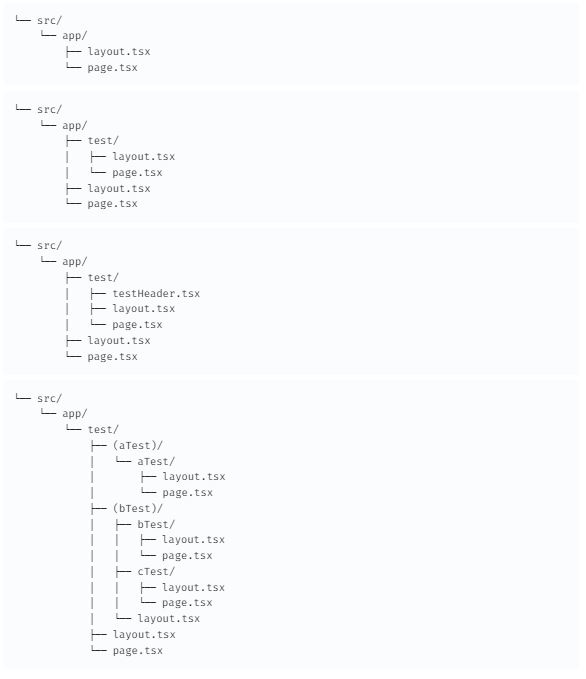 └── src/
    └── app/
        ├── layout.tsx
        └── page.tsx
└── src/
    └── app/
        ├── test/
        │   ├── layout.tsx
        │   └── page.tsx
        ├── layout.tsx
        └── page.tsx
└── src/
    └── app/
        ├── test/
        │   ├── testHeader.tsx
        │   ├── layout.tsx
        │   └── page.tsx
        ├── layout.tsx
        └── page.tsx
└── src/
    └── app/
        └── test/
            ├── (aTest)/
            │   └── aTest/
            │       ├── layout.tsx
            │       └── page.tsx
            ├── (bTest)/
            │   ├── bTest/
            │   │   ├── layout.tsx
            │   │   └── page.tsx
            │   ├── cTest/
            │   │   ├── layout.tsx
            │   │   └── page.tsx
            │   └── layout.tsx
            ├── layout.tsx
            └── page.tsx